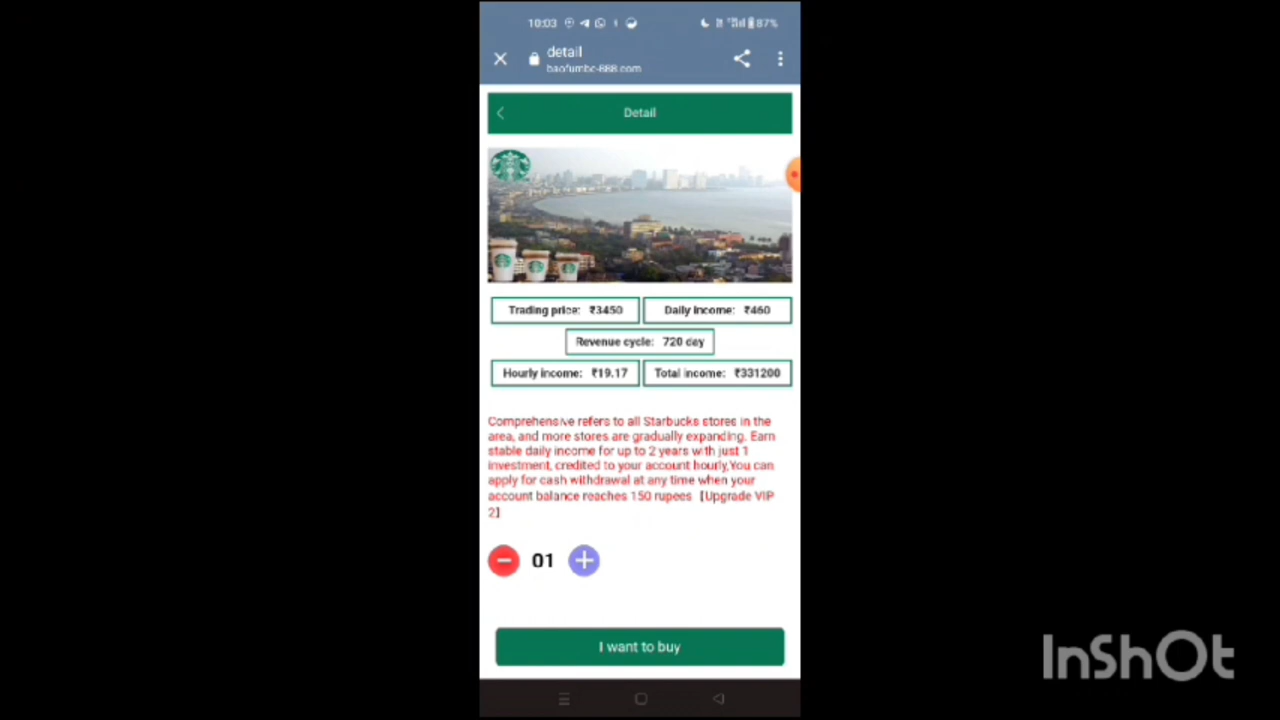 10:03
87%
detail
baofumbc-888.com
Detail
Trading price: ₹3450
Daily income: ₹460
Revenue cycle: 720 day
Hourly income: ₹19.17
Total income: ₹331200
Comprehensive refers to all Starbucks stores in the
area, and more stores are gradually expanding. Earn
stable daily income for up to 2 years with just 1
investment, credited to your account hourly,You can
apply for cash withdrawal at any time when your
account balance reaches 150 rupees【Upgrade VIP
2】
01
I want to buy
InShOt